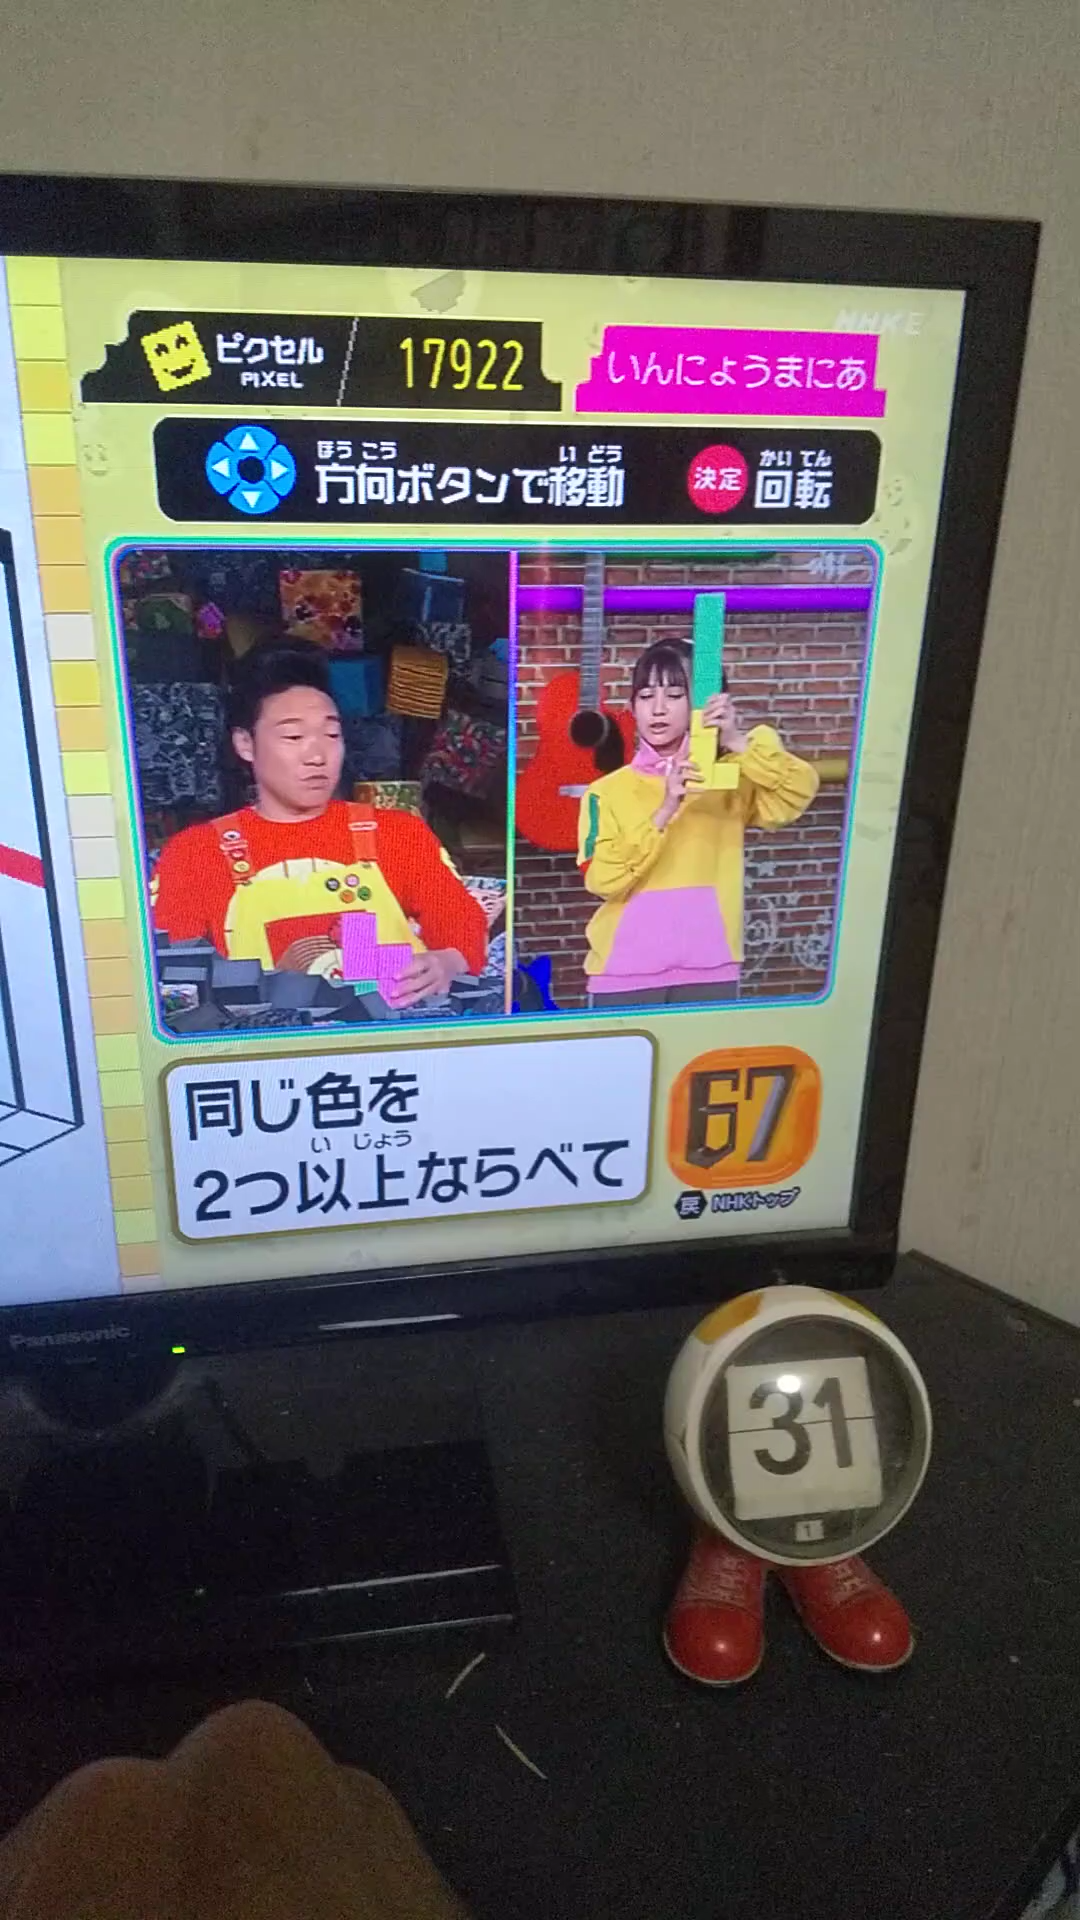 NHKE
ピクセル
PIXEL
17922
いんにょうまにあ
ほうこう
いどう
かいてん
方向ボタンで移動
決定
回転
同じ色を
いじょう
2つ以上ならべて
67
戻 NHKトップ
Panasonic
31
1